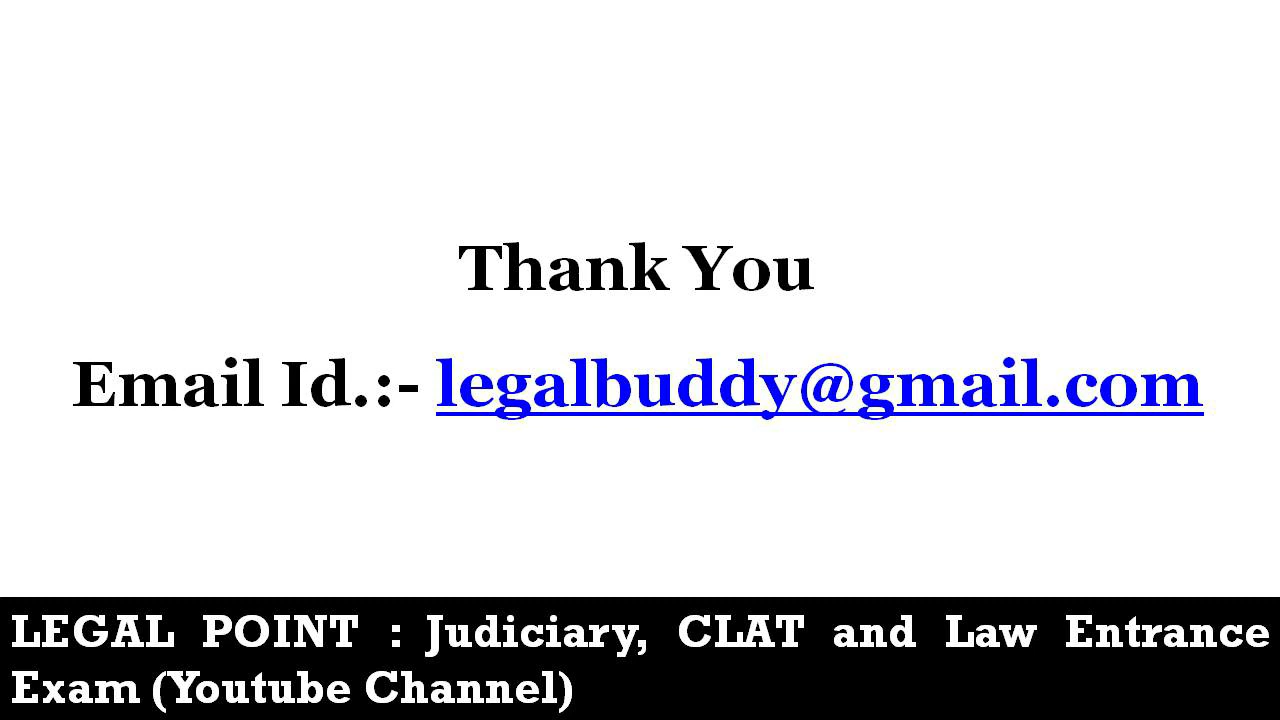 Thank You
Email Id.:- legalbuddy@gmail.com
LEGAL POINT : Judiciary, CLAT and Law Entrance
Exam (Youtube Channel)